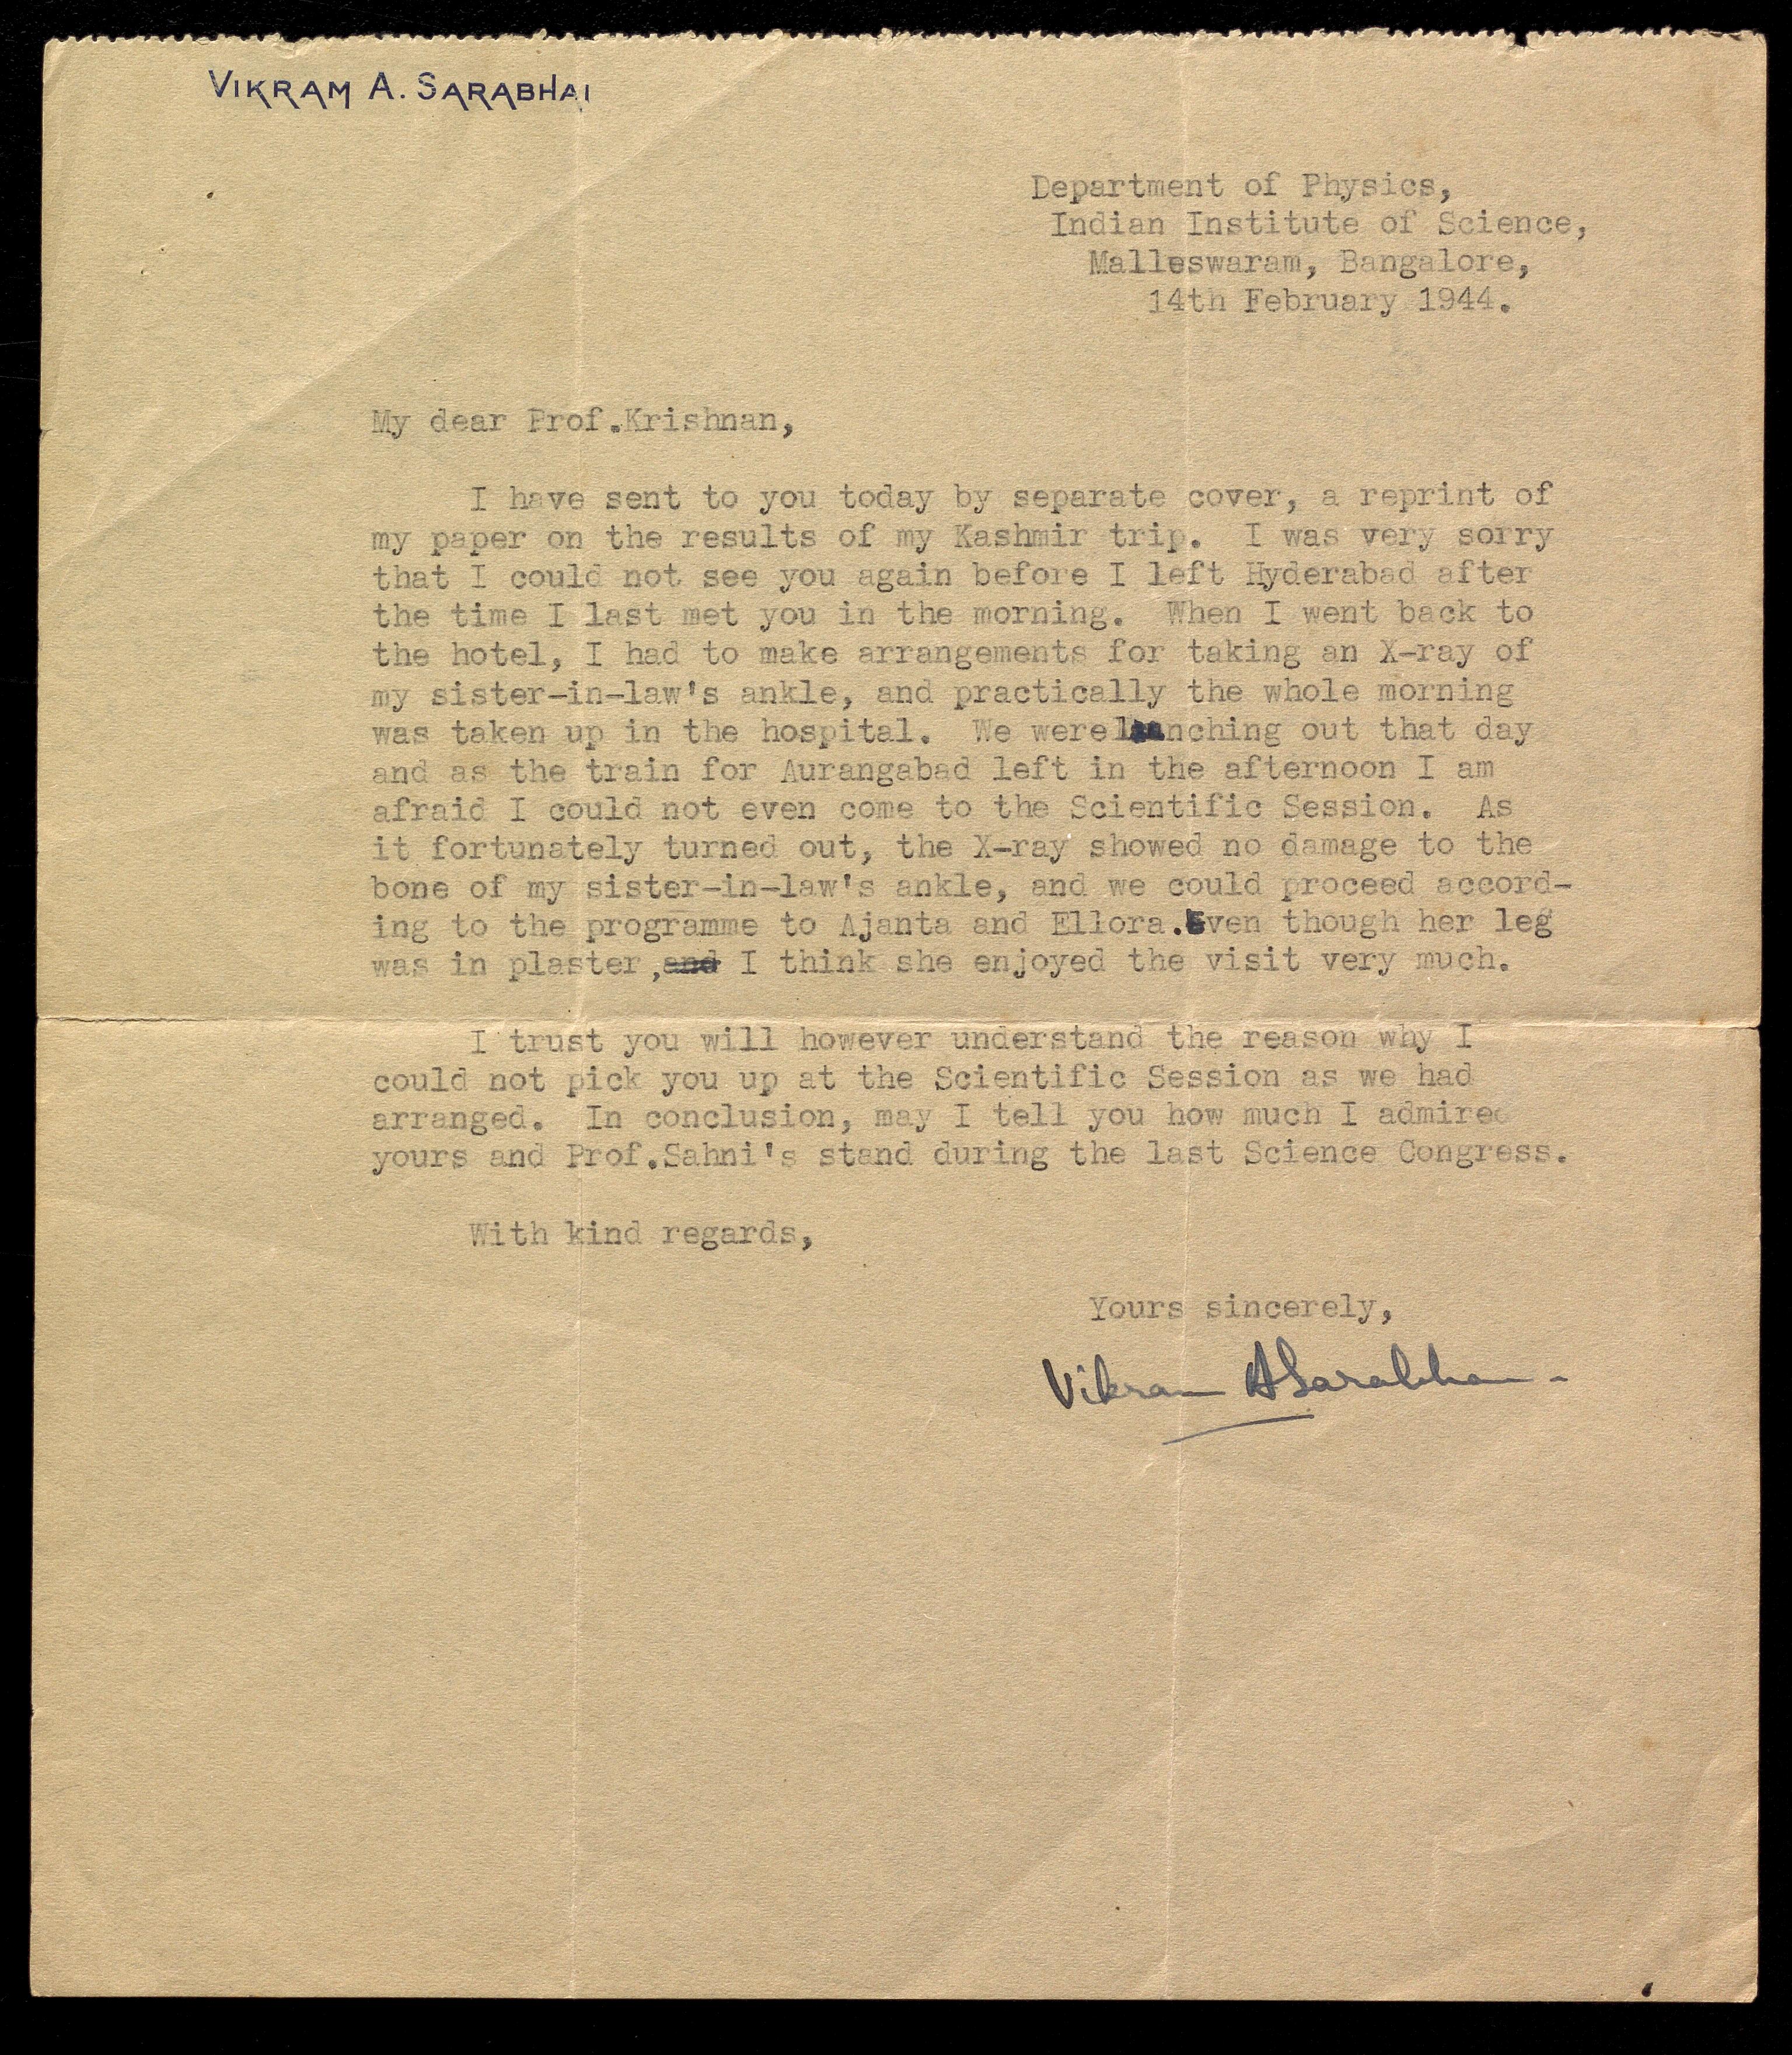 VIKRAM A. SARABHAI
Department of Physics,
Indian Institute of Science,
Malleswaram, Bangalore,
14th February 1944.
My dear Prof.Krishnan,
I have sent to you today by separate cover, a reprint of
my paper on the results of my Kashmir trip. I was very sorry
that I could not see you again before I left Hyderabad after
the time I last met you in the morning. When I went back to
the hotel, I had to make arrangements for taking an X-ray of
my sister-in-law's ankle, and practically the whole morning
was taken up in the hospital. We were lunching out that day
and as the train for Aurangabad left in the afternoon I am
afraid I could not even come to the Scientific Session. As
it fortunately turned out, the X-ray showed no damage to the
bone of my sister-in-law's ankle, and we could proceed accord-
ing to the programme to Ajanta and Ellora.Even though her leg
was in plaster,and I think she enjoyed the visit very much.
I trust you will however understand the reason why I
could not pick you up at the Scientific Session as we had
arranged. In conclusion, may I tell you how much I admired
yours and Prof.Sahni's stand during the last Science Congress.
With kind regards,
Yours sincerely,
Vikram A Sarabhai